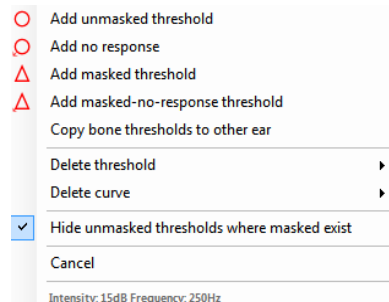 Add unmasked threshold
Add no response
Add masked threshold
Add masked-no-response threshold
Copy bone thresholds to other ear
Delete threshold
Delete curve
Hide unmasked thresholds where masked exist
Cancel
Intensity: 15dB Frequency: 250Hz